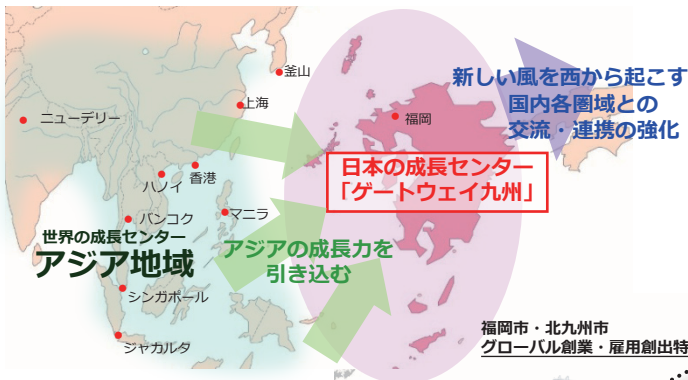 釜山
上海
ニューデリー
福岡
香港
ハノイ
マニラ
バンコク
シンガポール
ジャカルタ
世界の成長センター
アジア地域
アジアの成長力を
引き込む
日本の成長センター
「ゲートウェイ九州」
新しい風を西から起こす
国内各圏域との
交流・連携の強化
福岡市・北九州市
グローバル創業・雇用創出特